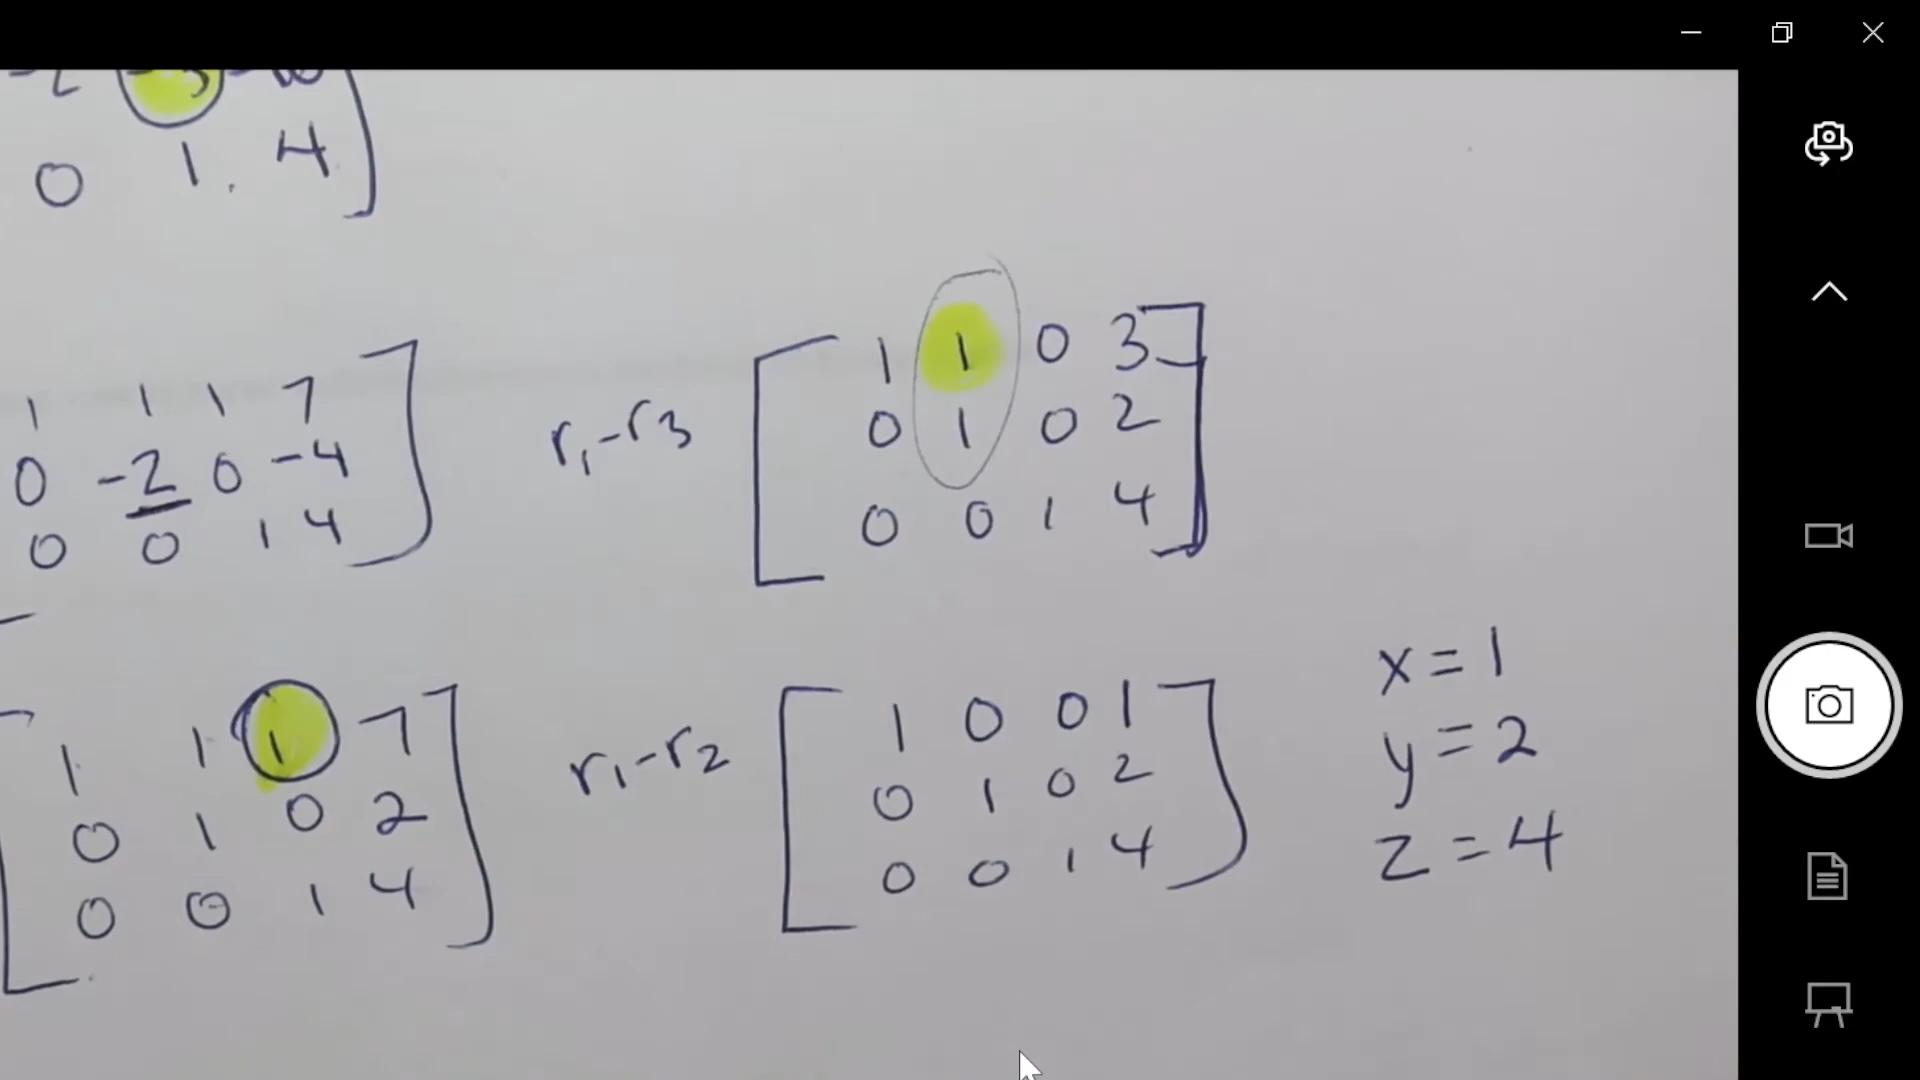 -2 -3
0 1. 4
1 1 1 7
0 -2 0 -4
0 0 1 4
r1-r3
1 1 0 3
0 1 0 2
0 0 1 4
1 1 1 7
0 1 0 2
0 0 1 4
r1-r2
1 0 0 1
0 1 0 2
0 0 1 4
x=1
y=2
z=4